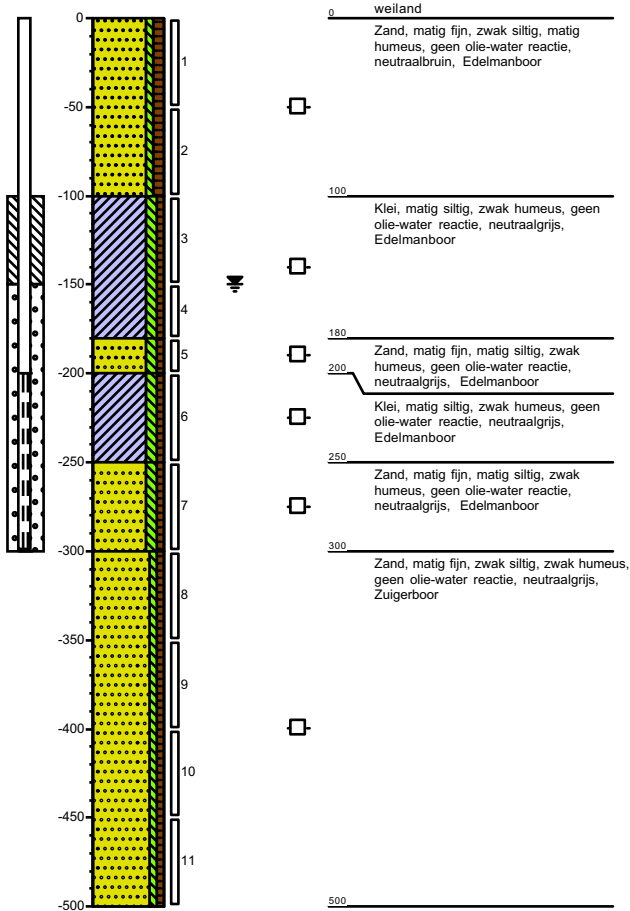 weiland
0
0
Zand, matig fijn, zwak siltig, matig
humeus, geen olie-water reactie,
neutraalbruin, Edelmanboor
1
-50
2
-100
100
Klei, matig siltig, zwak humeus, geen
olie-water reactie, neutraalgrijs,
Edelmanboor
3
-150
4
180
Zand, matig fijn, matig siltig, zwak
humeus, geen olie-water reactie,
neutraalgrijs, Edelmanboor
5
-200
200
Klei, matig siltig, zwak humeus, geen
olie-water reactie, neutraalgrijs,
Edelmanboor
6
-250
250
Zand, matig fijn, matig siltig, zwak
humeus, geen olie-water reactie,
neutraalgrijs, Edelmanboor
7
-300
300
Zand, matig fijn, zwak siltig, zwak humeus,
geen olie-water reactie, neutraalgrijs,
Zuigerboor
8
-350
9
-400
10
-450
11
-500
500